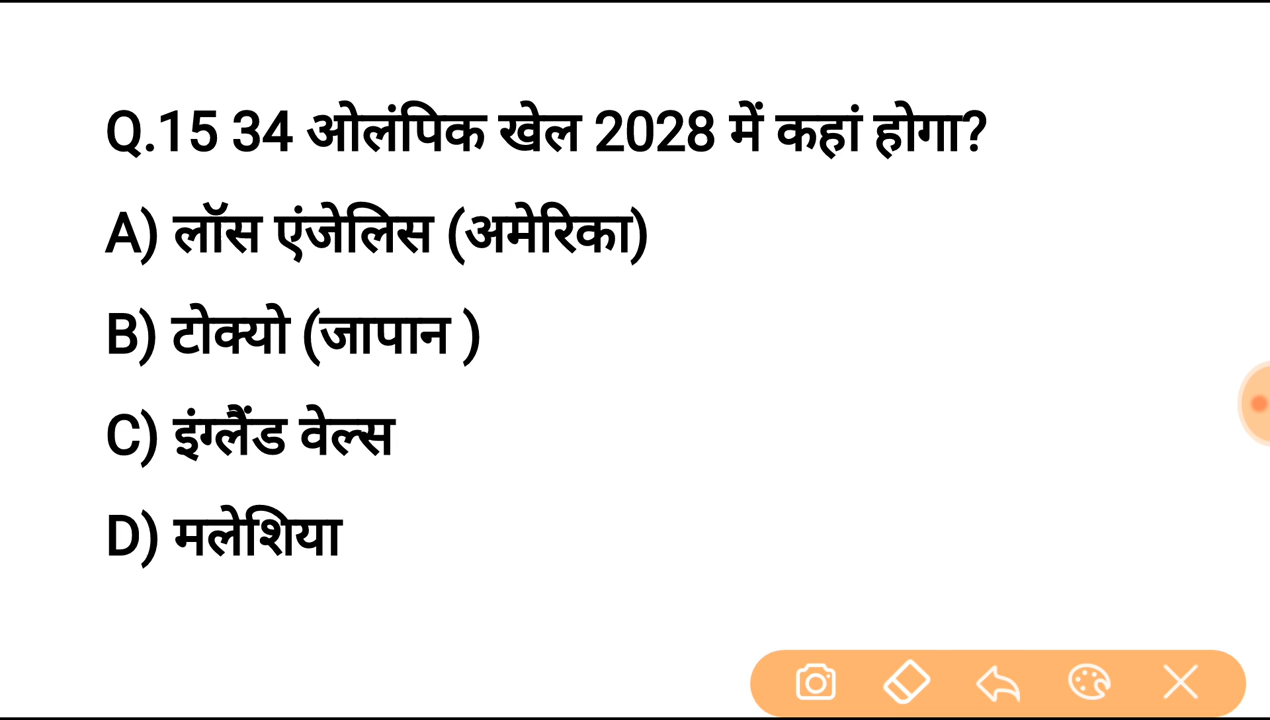 Q.15 34 ओलंपिक खेल 2028 में कहां होगा?
A) लॉस एंजेलिस (अमेरिका)
B) टोक्यो (जापान )
C) इंग्लैंड वेल्स
D) मलेशिया